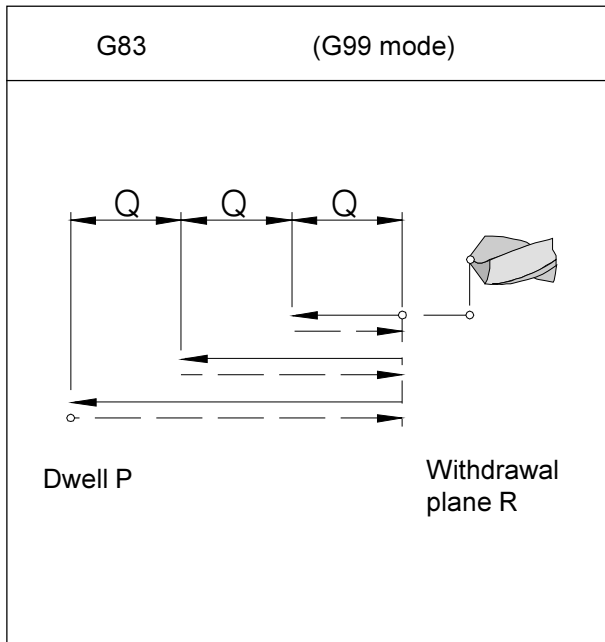 G83 (G99 mode)
Q Q Q
Dwell P
Withdrawal
plane R